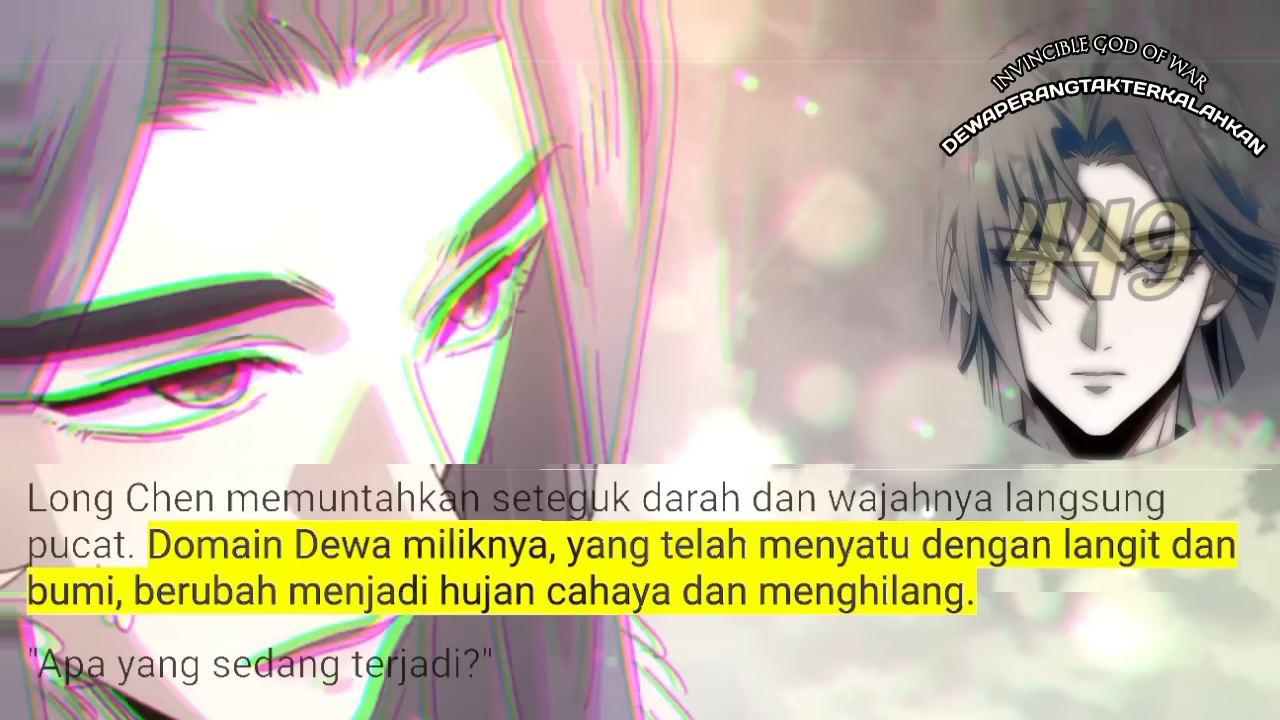 INVINCIBLE GOD OF WAR
DEWAPERANGTAKTERKALAHKAN
449
Long Chen memuntahkan seteguk darah dan wajahnya langsung
pucat. Domain Dewa miliknya, yang telah menyatu dengan langit dan
bumi, berubah menjadi hujan cahaya dan menghilang.
"Apa yang sedang terjadi?"